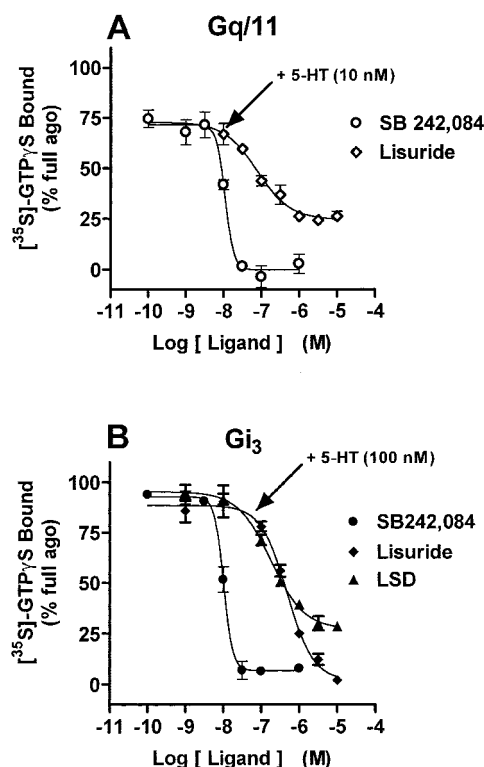 A
Gq/11
+ 5-HT (10 nM)
SB 242,084
Lisuride
[³⁵S]-GTPγS Bound
(% full ago)
100
75
50
25
0
-11 -10 -9 -8 -7 -6 -5 -4
Log [ Ligand ] (M)
B
Gi₃
+ 5-HT (100 nM)
SB242,084
Lisuride
LSD
[³⁵S]-GTPγS Bound
(% full ago)
100
75
50
25
0
-11 -10 -9 -8 -7 -6 -5 -4
Log [ Ligand ] (M)